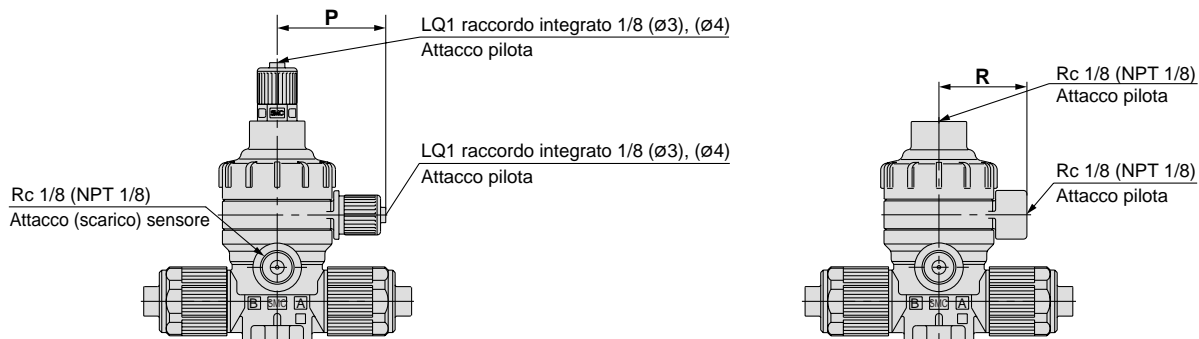 P
LQ1 raccordo integrato 1/8 (ø3), (ø4)
Attacco pilota
SMC
LQ1 raccordo integrato 1/8 (ø3), (ø4)
Attacco pilota
Rc 1/8 (NPT 1/8)
Attacco (scarico) sensore
B SMC A
R
Rc 1/8 (NPT 1/8)
Attacco pilota
Rc 1/8 (NPT 1/8)
Attacco pilota
B SMC A